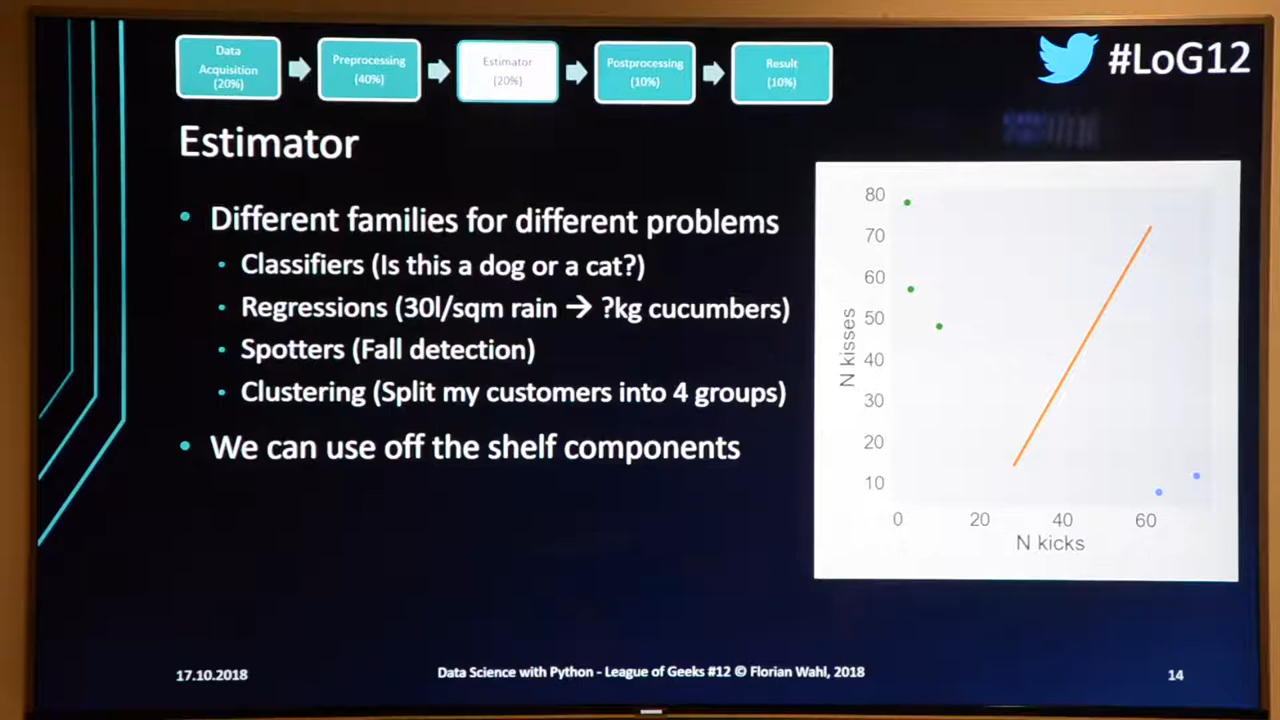 Data
Acquisition
(20%)
Preprocessing
(40%)
Estimator
(20%)
Postprocessing
(10%)
Result
(10%)
#LoG12
Estimator
• Different families for different problems
• Classifiers (Is this a dog or a cat?)
• Regressions (30l/sqm rain → ?kg cucumbers)
• Spotters (Fall detection)
• Clustering (Split my customers into 4 groups)
• We can use off the shelf components
80
70
60
50
40
30
20
10
N kisses
0 20 40 60
N kicks
17.10.2018
Data Science with Python - League of Geeks #12 © Florian Wahl, 2018
14